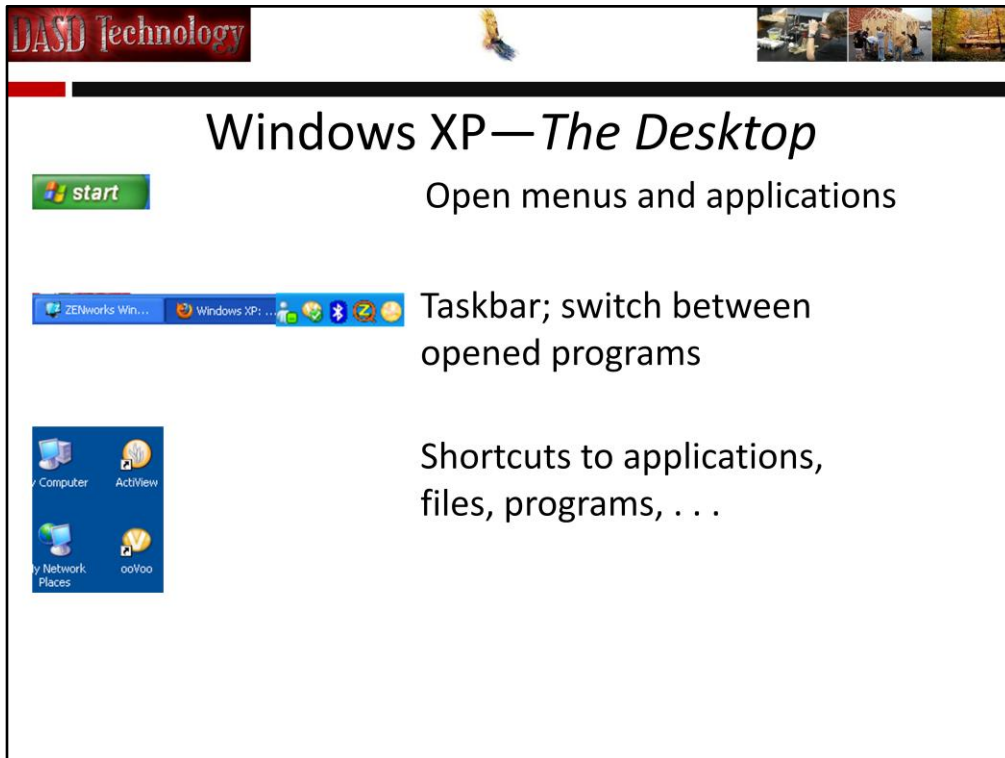 DASD Technology
Windows XP—The Desktop
start
Open menus and applications
ZENworks Win... Windows XP: ...
Taskbar; switch between
opened programs
y Computer ActiView
Shortcuts to applications,
files, programs, . . .
y Network ooVoo
Places